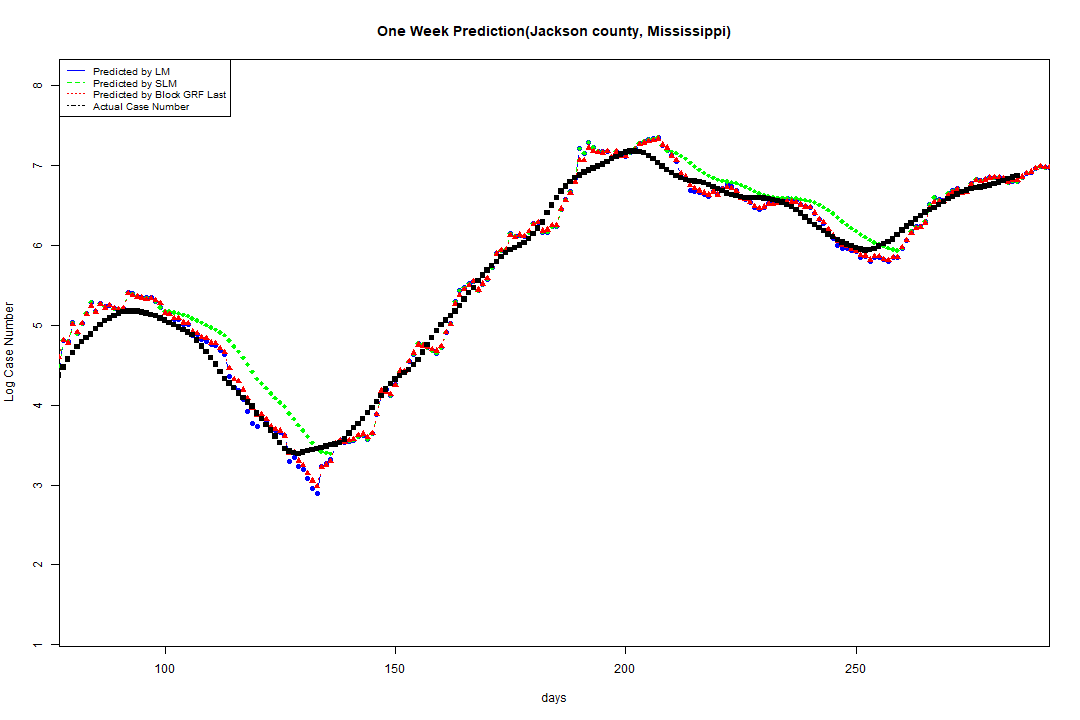 One Week Prediction(Jackson county, Mississippi)
Predicted by LM
Predicted by SLM
Predicted by Block GRF Last
Actual Case Number
8
7
6
5
4
3
2
1
Log Case Number
100 150 200 250
days